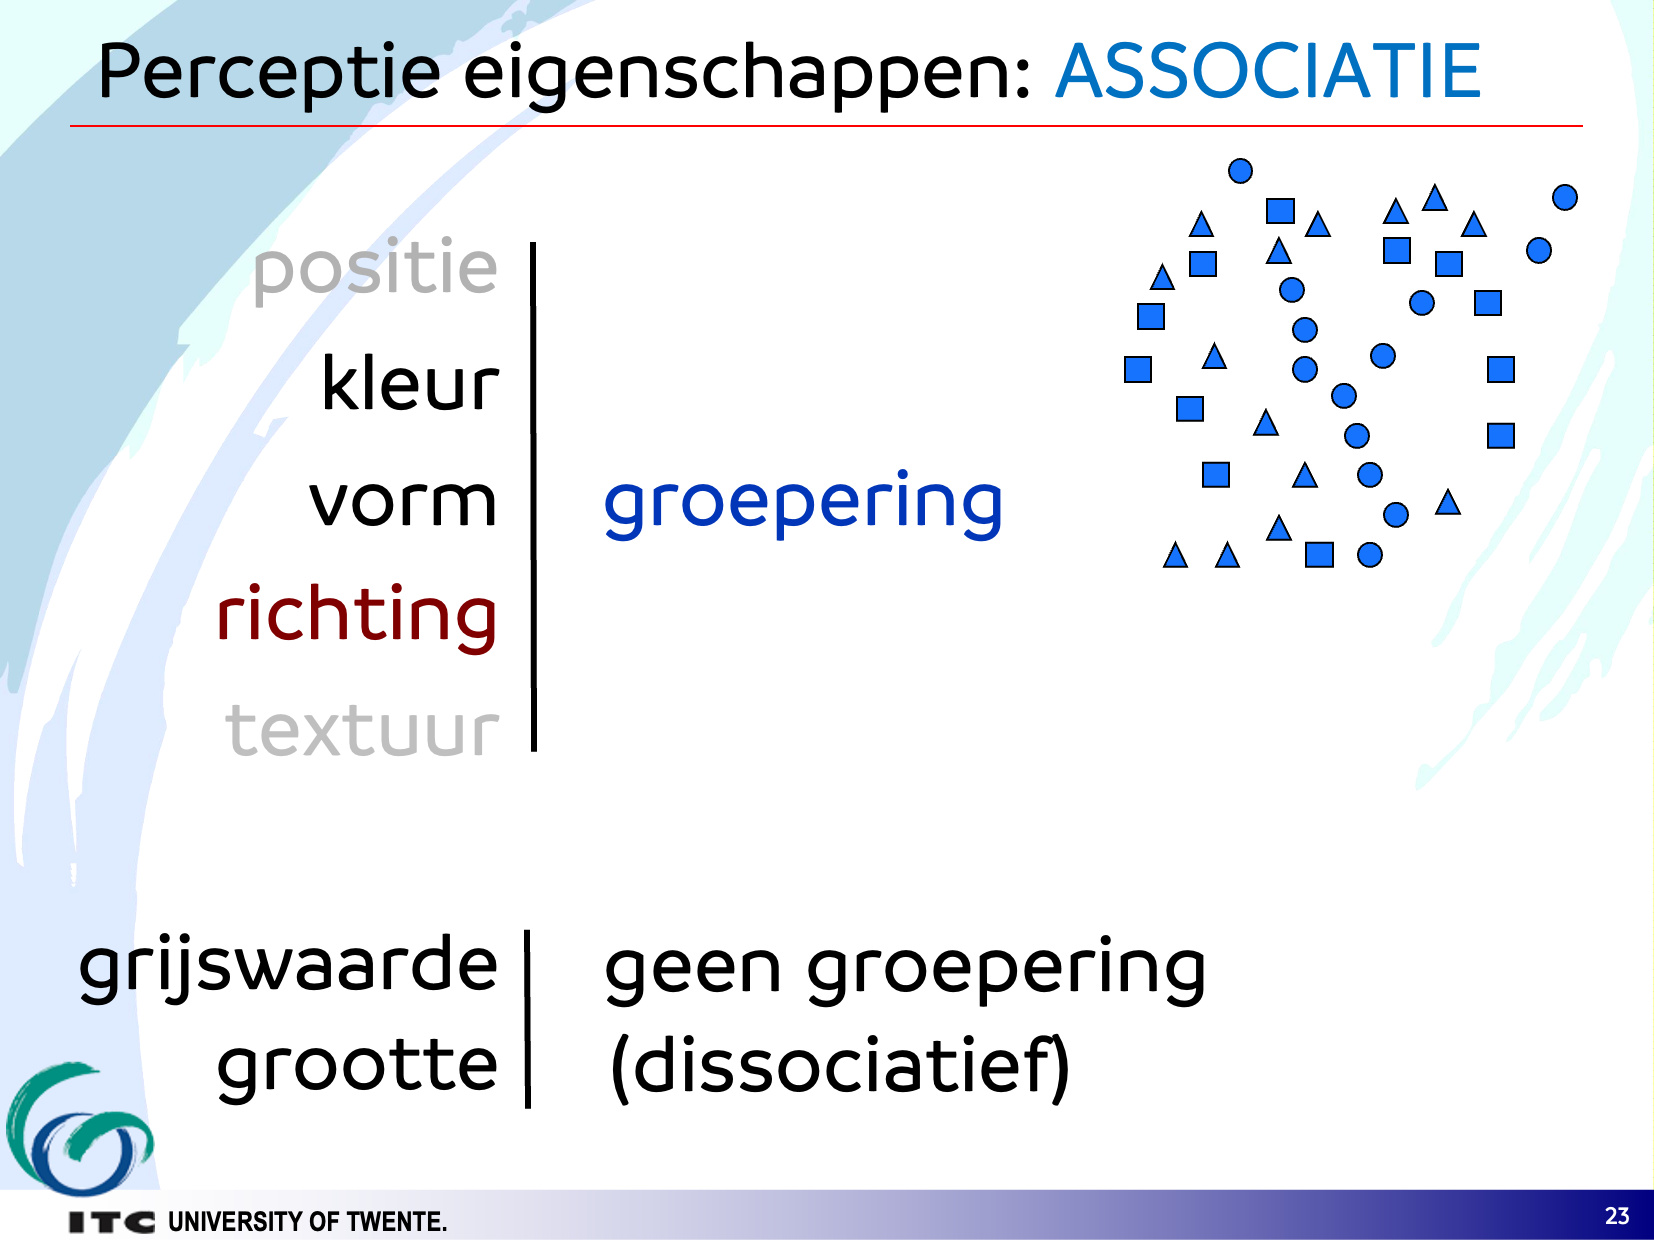 Perceptie eigenschappen: ASSOCIATIE
positie
kleur
vorm
groepering
richting
textuur
grijswaarde
geen groepering
grootte
(dissociatief)
ITC UNIVERSITY OF TWENTE.
23